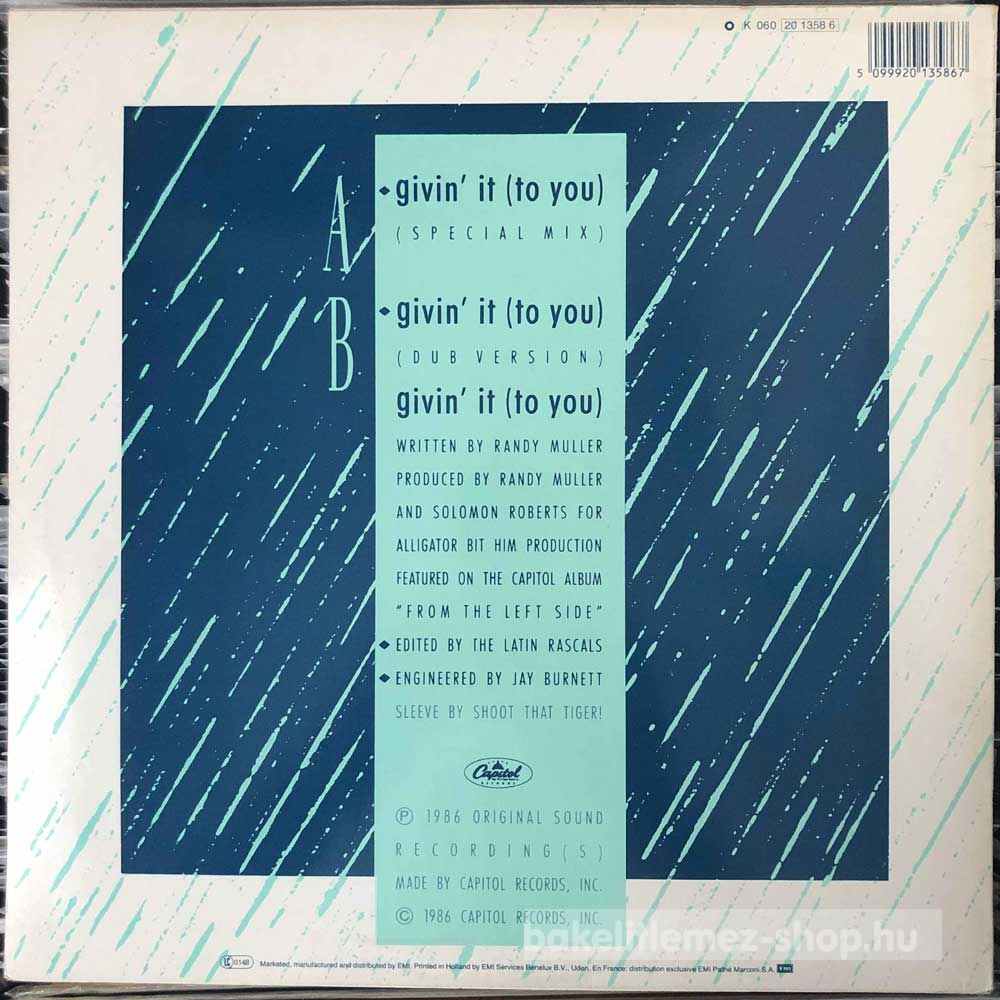 K 060 20 1358 6
5 099920 135867
A
◆ givin' it (to you)
(SPECIAL MIX)
B
◆ givin' it (to you)
(DUB VERSION)
givin' it (to you)
WRITTEN BY RANDY MULLER
PRODUCED BY RANDY MULLER
AND SOLOMON ROBERTS FOR
ALLIGATOR BIT HIM PRODUCTION
FEATURED ON THE CAPITOL ALBUM
"FROM THE LEFT SIDE"
◆ EDITED BY THE LATIN RASCALS
◆ ENGINEERED BY JAY BURNETT
SLEEVE BY SHOOT THAT TIGER!
Capitol
RECORDS
Ⓟ 1986 ORIGINAL SOUND
RECORDING(S)
MADE BY CAPITOL RECORDS, INC.
© 1986 CAPITOL RECORDS, INC.
bakelitlemez-shop.hu
LC 0148 Marketed, manufactured and distributed by EMI. Printed in Holland by EMI Services Benelux B.V., Uden. En France: distribution exclusive EMI Pathé Marconi S.A. EMI